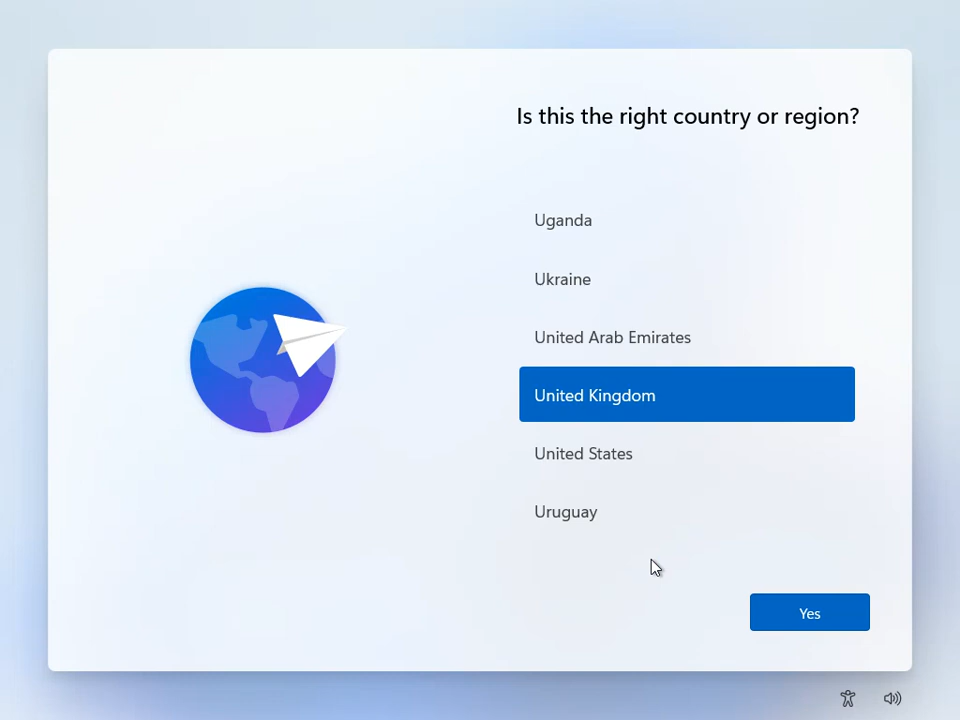 Is this the right country or region?
Uganda
Ukraine
United Arab Emirates
United Kingdom
United States
Uruguay
Yes